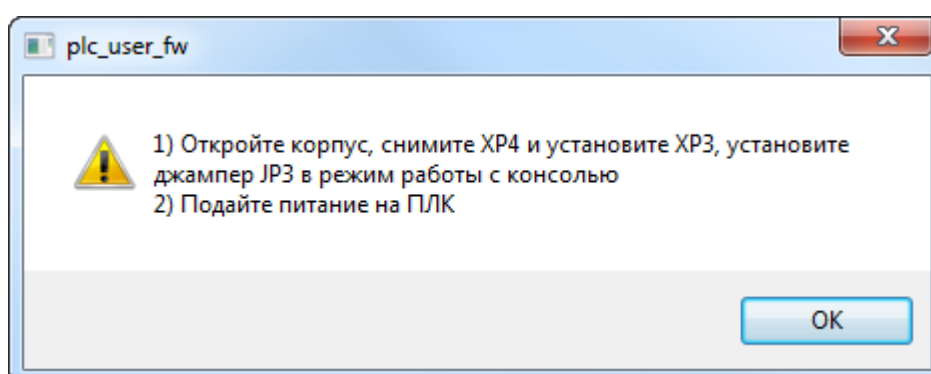 plc_user_fw
1) Откройте корпус, снимите XP4 и установите XP3, установите
джампер JP3 в режим работы с консолью
2) Подайте питание на ПЛК
OK